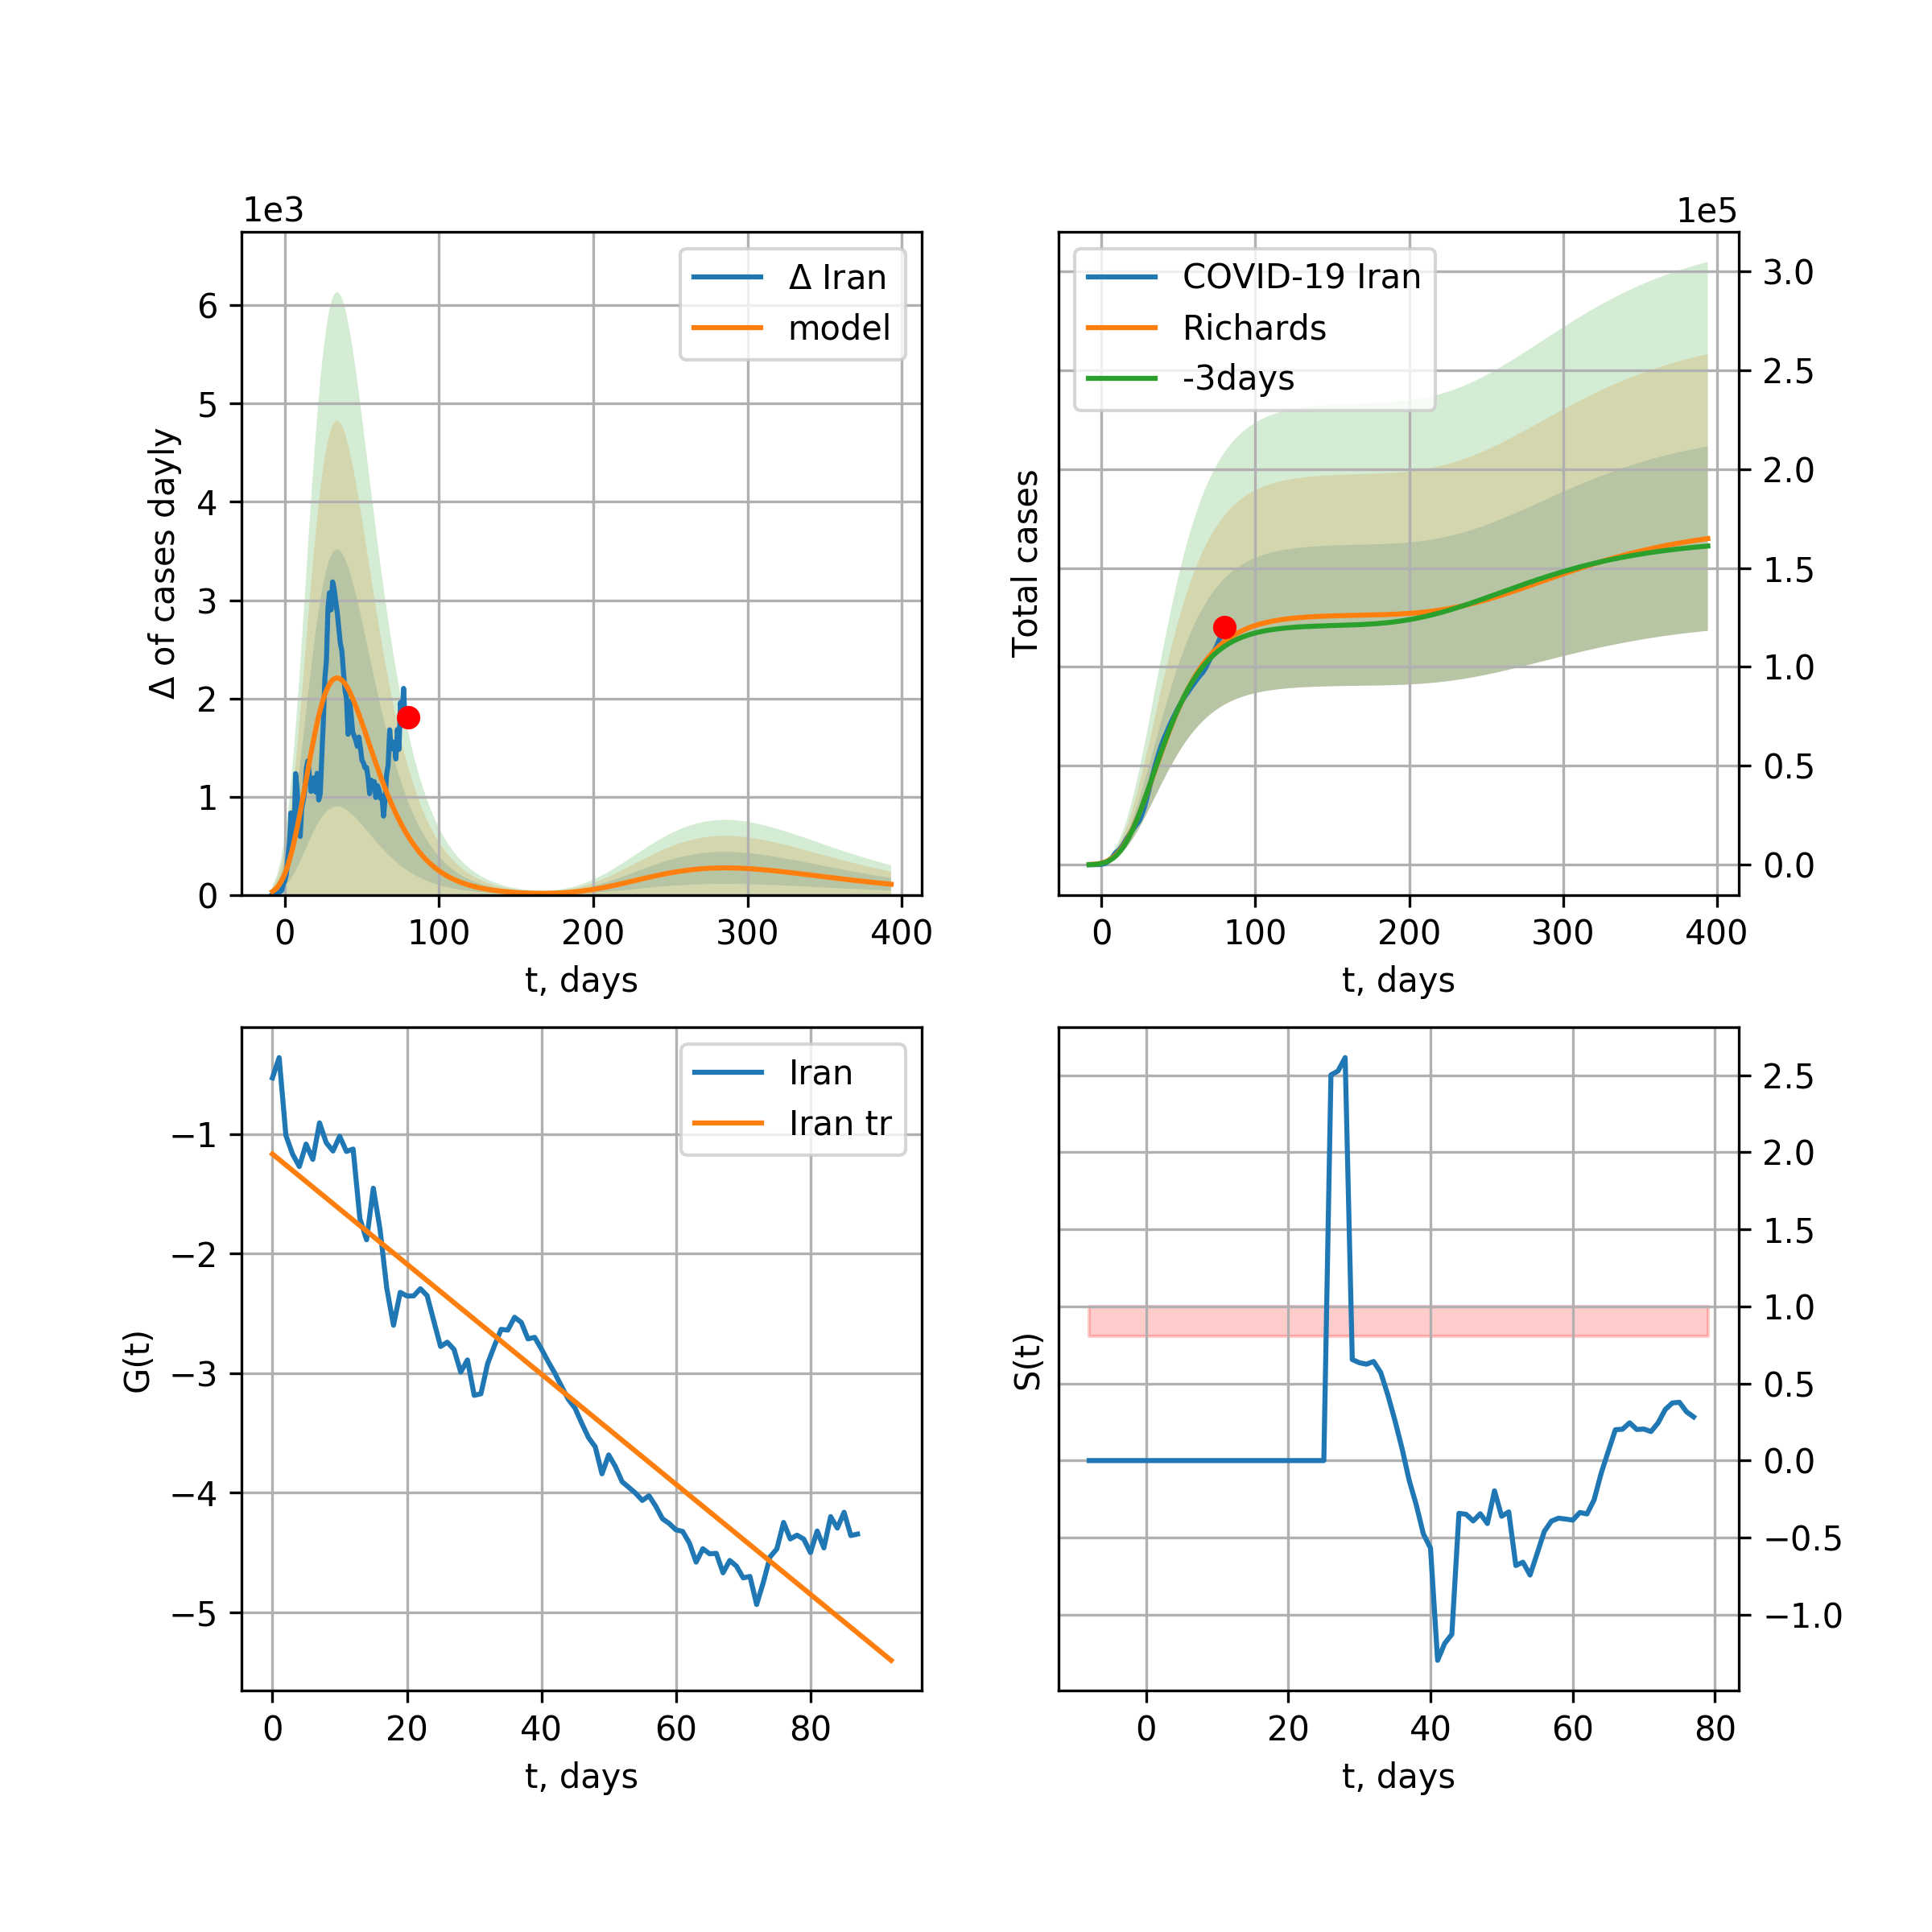 1e3
Δ of cases dayly
6
5
4
3
2
1
0
Δ Iran
model
0 100 200 300 400
t, days
1e5
Total cases
COVID-19 Iran
Richards
-3days
3.0
2.5
2.0
1.5
1.0
0.5
0.0
0 100 200 300 400
t, days
G(t)
−1
−2
−3
−4
−5
Iran
Iran tr
0 20 40 60 80
t, days
S(t)
2.5
2.0
1.5
1.0
0.5
0.0
−0.5
−1.0
0 20 40 60 80
t, days